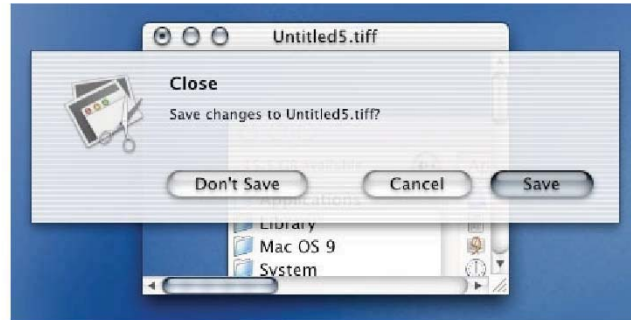 Untitled5.tiff
Close
Save changes to Untitled5.tiff?
Don't Save
Cancel
Save
Applications
Library
Mac OS 9
System